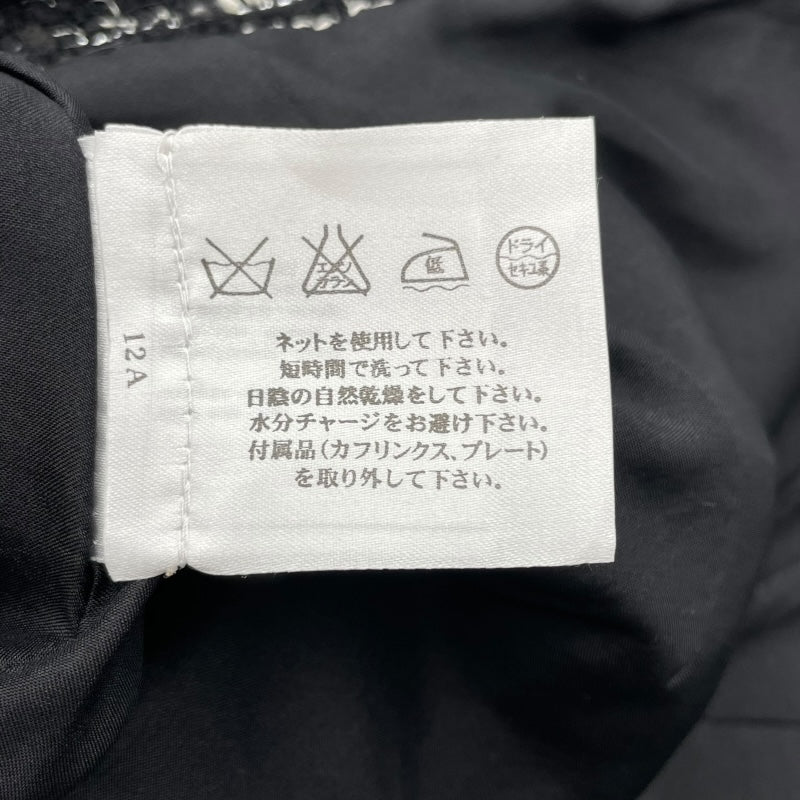 エンソ
サラシ
低
ドライ
セキユ系
ネットを使用して下さい。
短時間で洗って下さい。
日陰の自然乾燥をして下さい。
水分チャージをお避け下さい。
付属品(カフリンクス、プレート)
を取り外して下さい。
12A